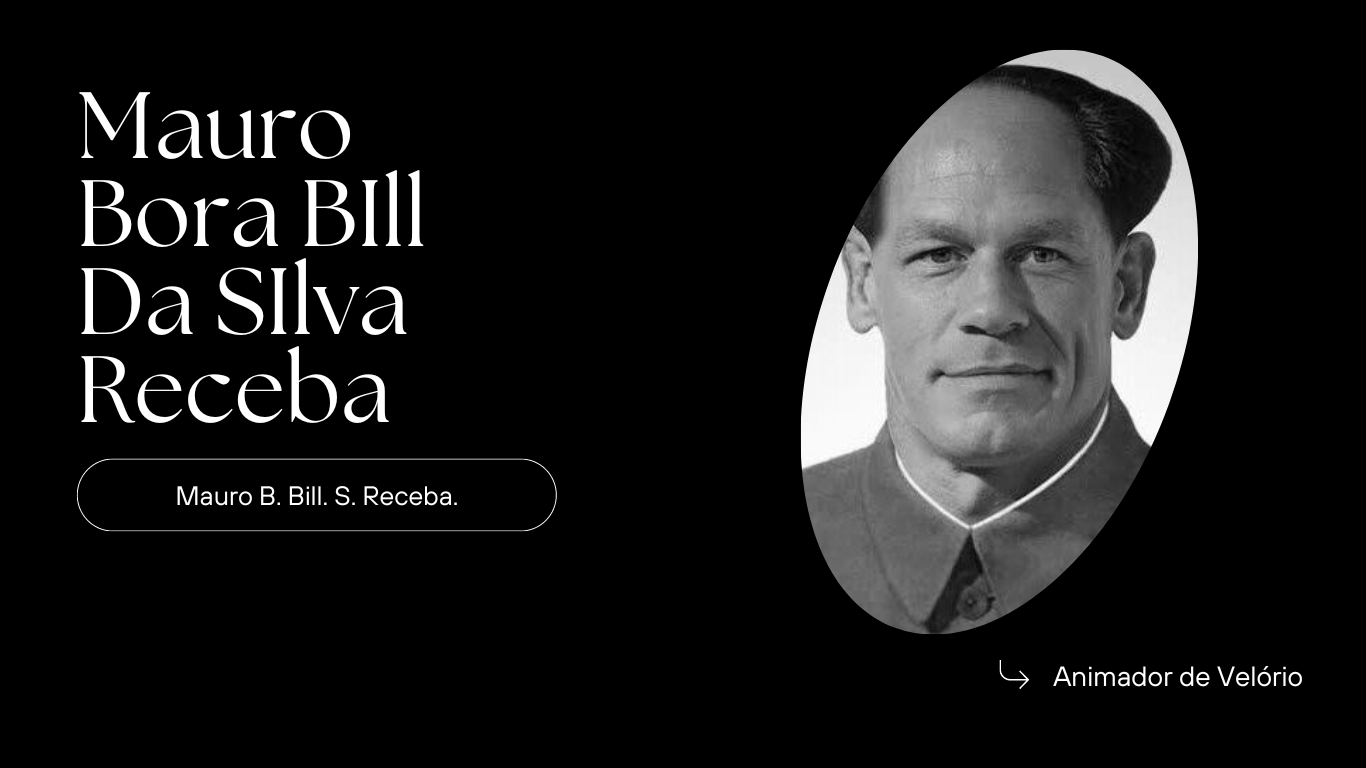 Mauro
Bora BIll
Da SIlva
Receba
Mauro B. Bill. S. Receba.
Animador de Velório